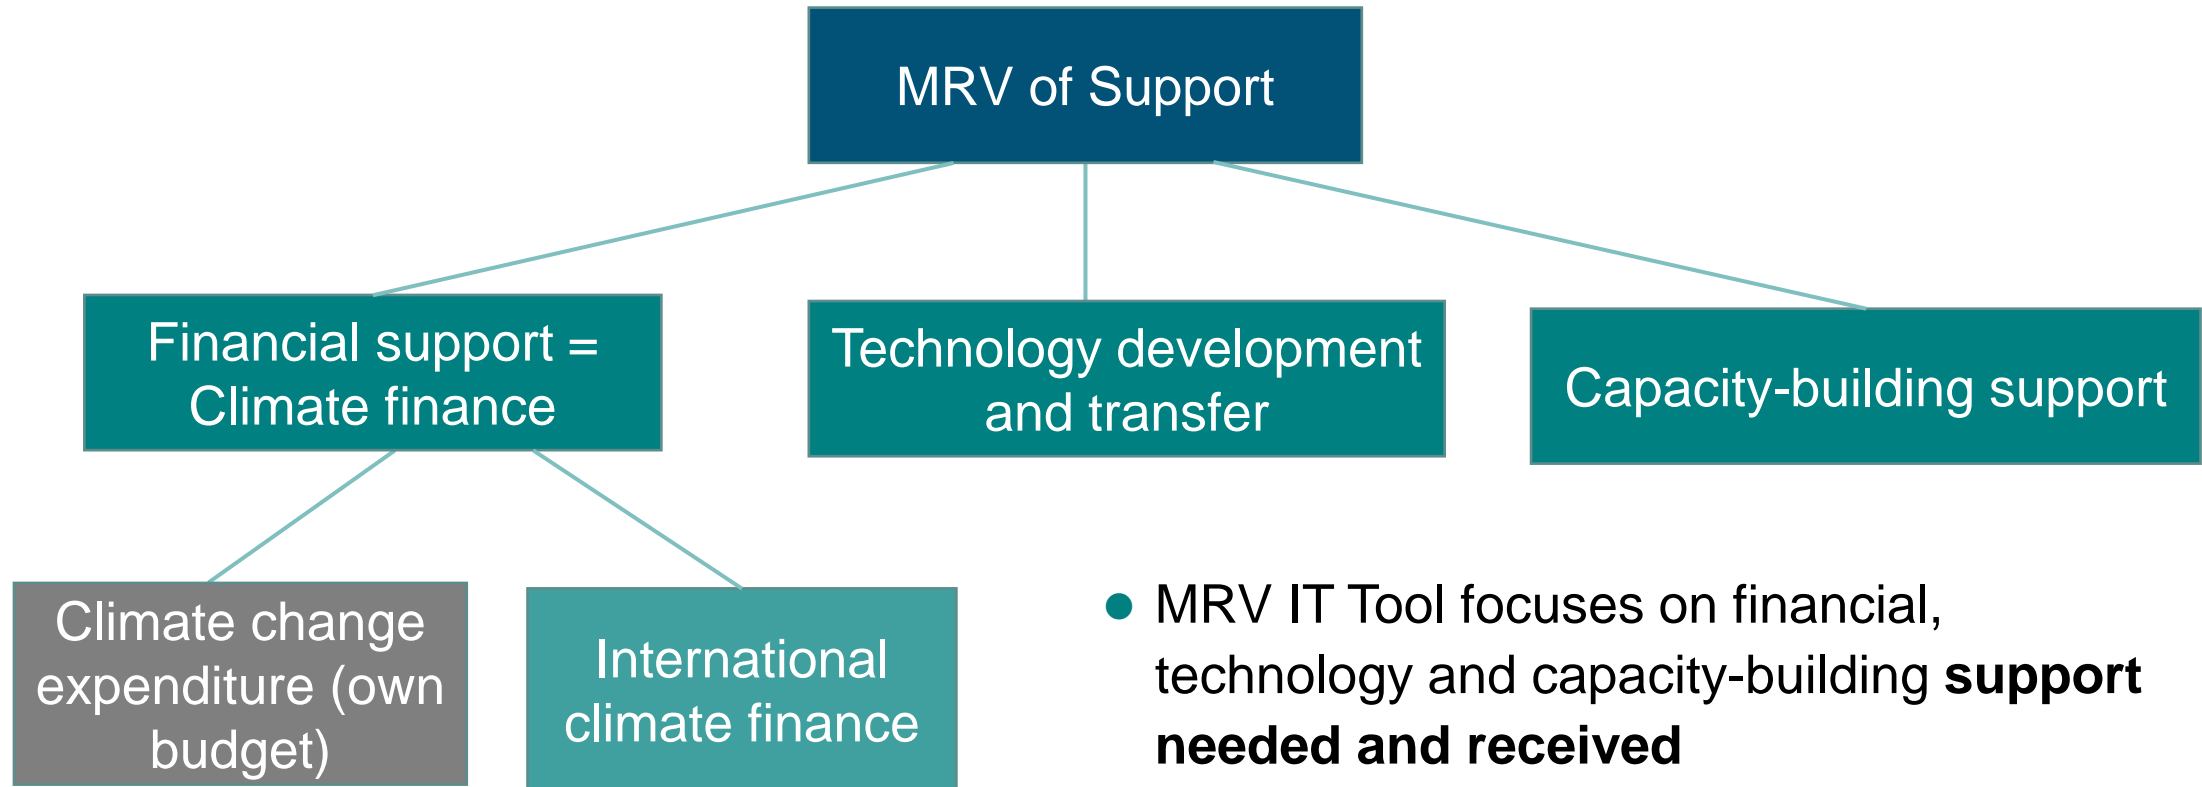 MRV of Support
Financial support =
Climate finance
Technology development
and transfer
Capacity-building support
Climate change
expenditure (own
budget)
International
climate finance
● MRV IT Tool focuses on financial,
technology and capacity-building support
needed and received